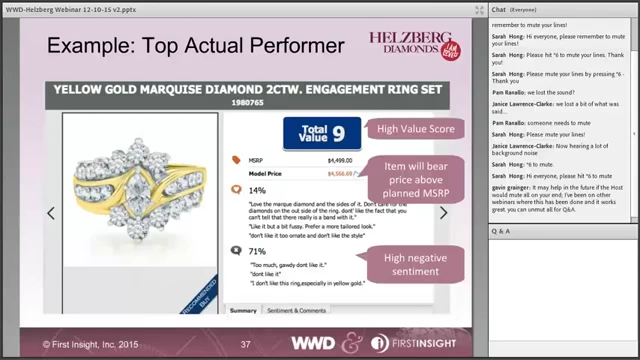 WWD-Helzberg Webinar 12-10-15 v2.pptx
Example: Top Actual Performer
HELZBERG
DIAMONDS
I AM LOVED
YELLOW GOLD MARQUISE DIAMOND 2CTW. ENGAGEMENT RING SET
1980765
Total
Value
9
High Value Score
MSRP
$4,499.00
Model Price
$4,566.68
Item will bear
price above
planned MSRP
14%
"Love the marque diamond and the sides of it. Don't care for the
diamonds on the out side of the ring. dont' like the fact that you
can't tell that there really is a band with it."
"Like it but a bit fussy. Prefer a more tailored look."
"don't like it too ornate and don't like the style"
71%
"Too much, gawdy dont like it."
"dont like it"
"I don't like this ring,especially in yellow gold."
High negative
sentiment
RECOMMENDED
BUY
Summary
Sentiment & Comments
© First Insight, Inc. 2015
37
WWD
&
FIRSTINSIGHT
Chat (Everyone)
remember to mute your lines!
Sarah Hong: Hi everyone, please remember to mute
your lines!
Sarah Hong: Please hit *6 to mute your lines. Thank
you!
Sarah Hong: Please mute your lines by pressing *6 -
Thank you
Pam Ranallo: we lost the sound?
Janice Lawrence-Clarke: we lost a bit of what was
said...
Pam Ranallo: someone needs to mute
Sarah Hong: Please mute your lines!
Janice Lawrence-Clarke: Now hearing a lot of
background noise
Sarah Hong: *6 to mute.
Sarah Hong: Hi everyone, please hit *6 to mute
gavin grainger: It may help in the future if the Host
would mute all on your end; I've been on other
webinars where this has been done and it works
great. you can unmute all for Q&A.
Q & A